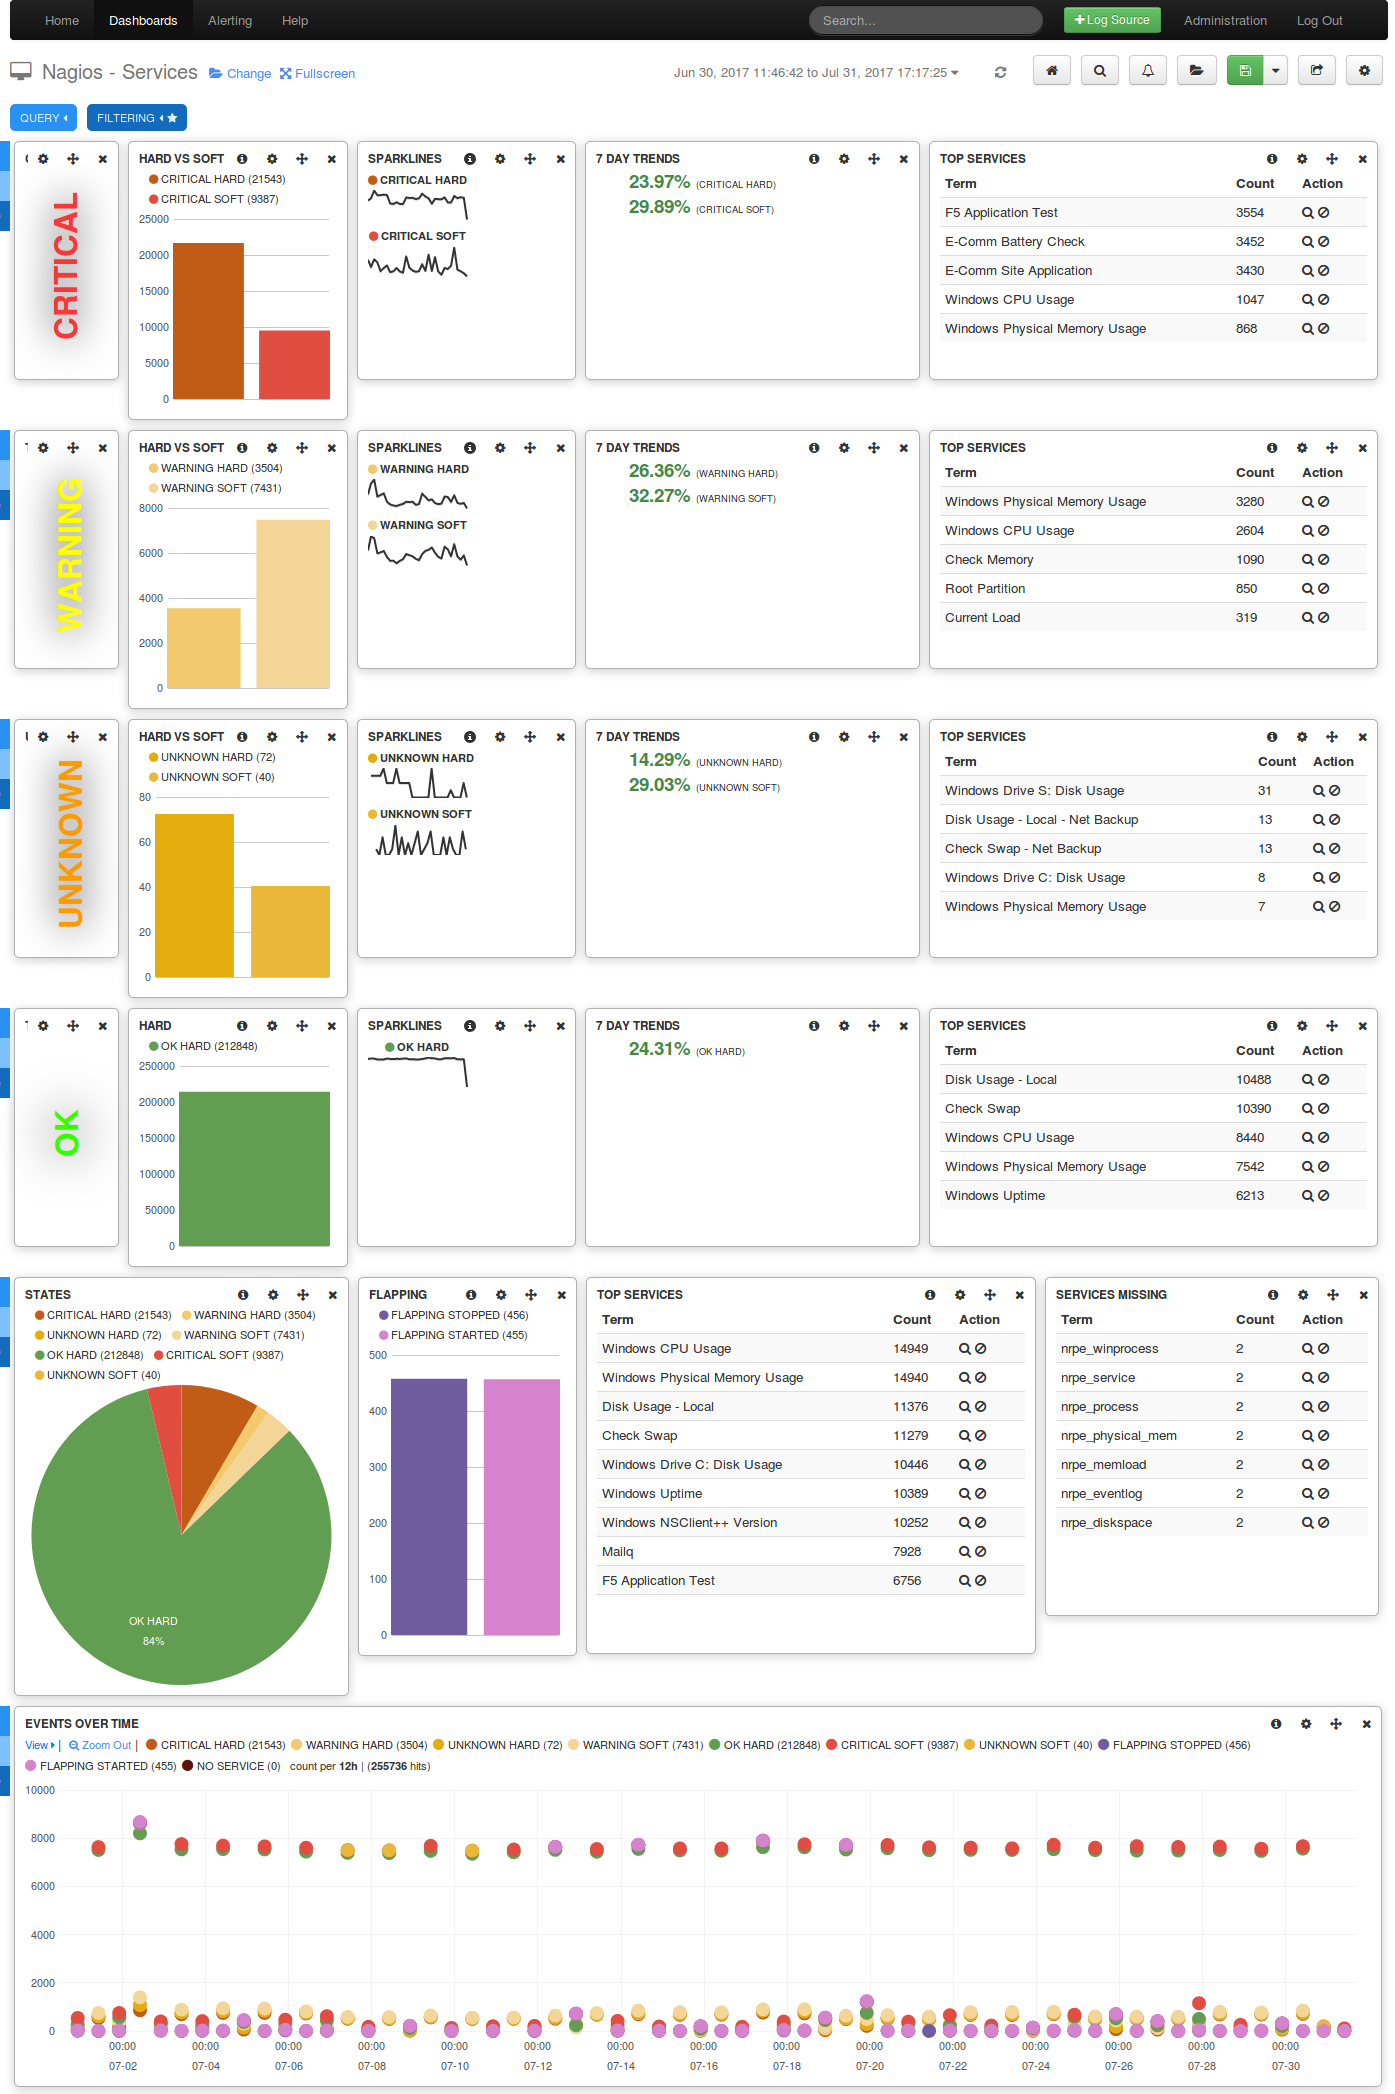 Home Dashboards Alerting Help Search... Log Source Administration Log Out
Nagios - Services Change Fullscreen Jun 30, 2017 11:46:42 to Jul 31, 2017 17:17:25
QUERY FILTERING
CRITICAL
HARD VS SOFT
CRITICAL HARD (21543)
CRITICAL SOFT (9387)
25000
20000
15000
10000
5000
0
SPARKLINES
CRITICAL HARD
CRITICAL SOFT
7 DAY TRENDS
23.97% (CRITICAL HARD)
29.89% (CRITICAL SOFT)
TOP SERVICES
Term Count Action
F5 Application Test 3554
E-Comm Battery Check 3452
E-Comm Site Application 3430
Windows CPU Usage 1047
Windows Physical Memory Usage 868
WARNING
HARD VS SOFT
WARNING HARD (3504)
WARNING SOFT (7431)
8000
6000
4000
2000
0
SPARKLINES
WARNING HARD
WARNING SOFT
7 DAY TRENDS
26.36% (WARNING HARD)
32.27% (WARNING SOFT)
TOP SERVICES
Term Count Action
Windows Physical Memory Usage 3280
Windows CPU Usage 2604
Check Memory 1090
Root Partition 850
Current Load 319
UNKNOWN
HARD VS SOFT
UNKNOWN HARD (72)
UNKNOWN SOFT (40)
80
60
40
20
0
SPARKLINES
UNKNOWN HARD
UNKNOWN SOFT
7 DAY TRENDS
14.29% (UNKNOWN HARD)
29.03% (UNKNOWN SOFT)
TOP SERVICES
Term Count Action
Windows Drive S: Disk Usage 31
Disk Usage - Local - Net Backup 13
Check Swap - Net Backup 13
Windows Drive C: Disk Usage 8
Windows Physical Memory Usage 7
OK
HARD
OK HARD (212848)
250000
200000
150000
100000
50000
0
SPARKLINES
OK HARD
7 DAY TRENDS
24.31% (OK HARD)
TOP SERVICES
Term Count Action
Disk Usage - Local 10488
Check Swap 10390
Windows CPU Usage 8440
Windows Physical Memory Usage 7542
Windows Uptime 6213
STATES
CRITICAL HARD (21543) WARNING HARD (3504)
UNKNOWN HARD (72) WARNING SOFT (7431)
OK HARD (212848) CRITICAL SOFT (9387)
UNKNOWN SOFT (40)
OK HARD
84%
FLAPPING
FLAPPING STOPPED (456)
FLAPPING STARTED (455)
500
400
300
200
100
0
TOP SERVICES
Term Count Action
Windows CPU Usage 14949
Windows Physical Memory Usage 14940
Disk Usage - Local 11376
Check Swap 11279
Windows Drive C: Disk Usage 10446
Windows Uptime 10389
Windows NSClient++ Version 10252
Mailq 7928
F5 Application Test 6756
SERVICES MISSING
Term Count Action
nrpe_winprocess 2
nrpe_service 2
nrpe_process 2
nrpe_physical_mem 2
nrpe_memload 2
nrpe_eventlog 2
nrpe_diskspace 2
EVENTS OVER TIME
View | Zoom Out | CRITICAL HARD (21543) WARNING HARD (3504) UNKNOWN HARD (72) WARNING SOFT (7431) OK HARD (212848) CRITICAL SOFT (9387) UNKNOWN SOFT (40) FLAPPING STOPPED (456)
FLAPPING STARTED (455) NO SERVICE (0) count per 12h | (255736 hits)
10000
8000
6000
4000
2000
0
00:00 00:00 00:00 00:00 00:00 00:00 00:00 00:00 00:00 00:00 00:00 00:00 00:00 00:00 00:00
07-02 07-04 07-06 07-08 07-10 07-12 07-14 07-16 07-18 07-20 07-22 07-24 07-26 07-28 07-30